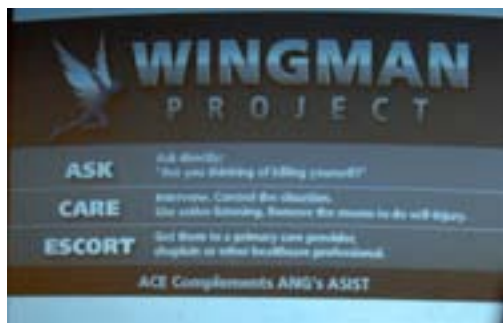 WINGMAN
PROJECT
ASK
Ask directly:
"Are you thinking of killing yourself?"
CARE
Interview. Control the situation.
Use active listening. Remove the means to do self-injury.
ESCORT
Get them to a primary care provider,
chaplain or other healthcare professional.
ACE Complements ANG's ASIST